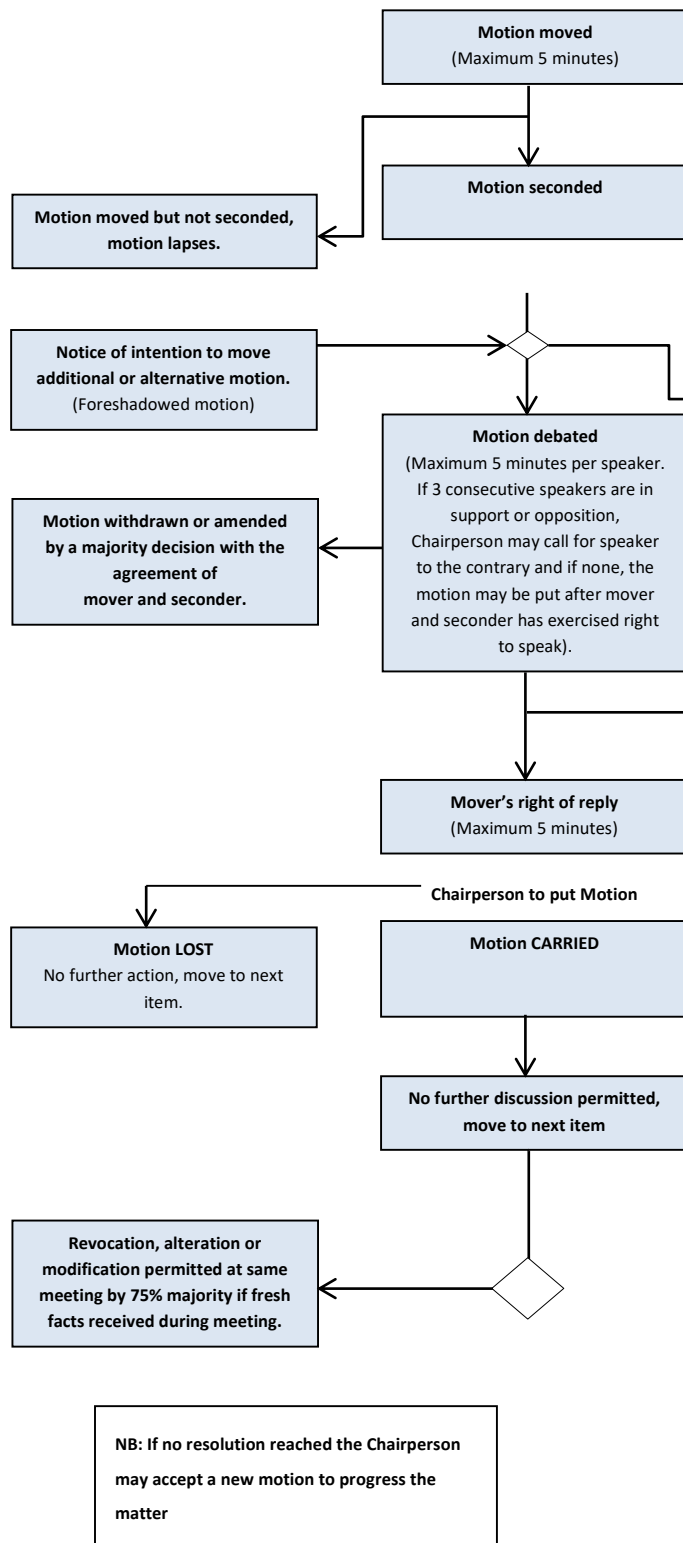 Motion moved
(Maximum 5 minutes)
Motion seconded
Motion moved but not seconded,
motion lapses.
Notice of intention to move
additional or alternative motion.
(Foreshadowed motion)
Motion debated
(Maximum 5 minutes per speaker.
If 3 consecutive speakers are in
support or opposition,
Chairperson may call for speaker
to the contrary and if none, the
motion may be put after mover
and seconder has exercised right
to speak).
Motion withdrawn or amended
by a majority decision with the
agreement of
mover and seconder.
Mover’s right of reply
(Maximum 5 minutes)
Chairperson to put Motion
Motion LOST
No further action, move to next
item.
Motion CARRIED
No further discussion permitted,
move to next item
Revocation, alteration or
modification permitted at same
meeting by 75% majority if fresh
facts received during meeting.
NB: If no resolution reached the Chairperson
may accept a new motion to progress the
matter